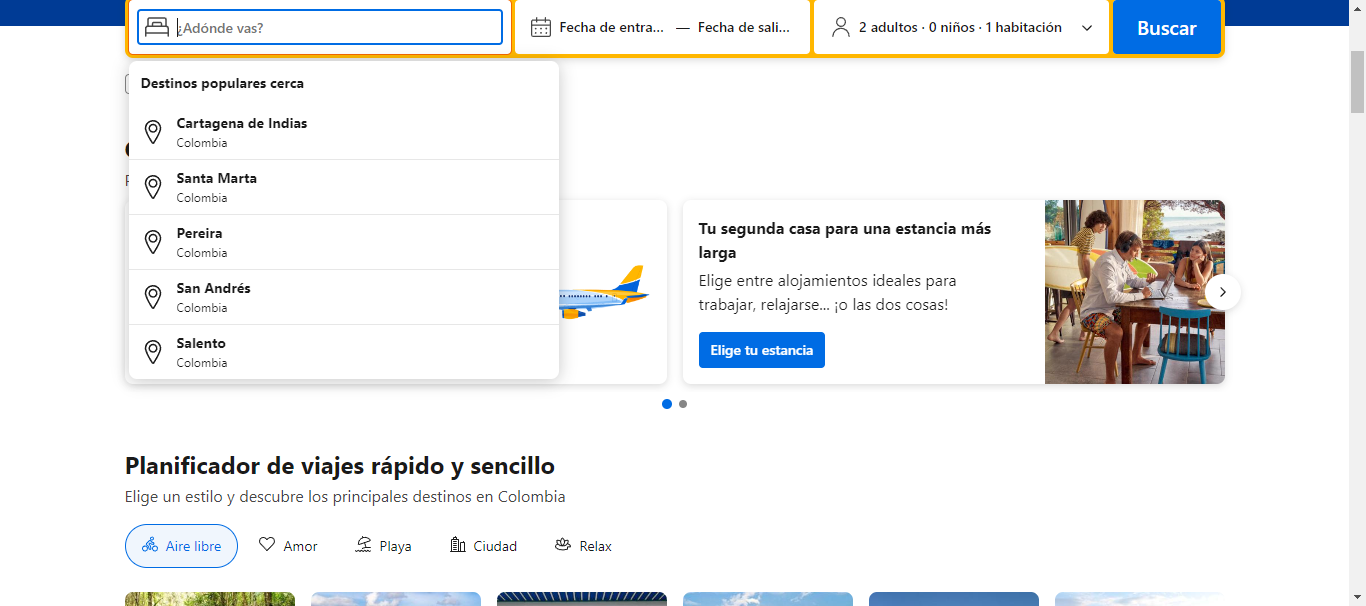 ¿Adónde vas?
Fecha de entra... — Fecha de sali...
2 adultos · 0 niños · 1 habitación
Buscar
Destinos populares cerca
Cartagena de Indias
Colombia
Santa Marta
Colombia
Pereira
Colombia
San Andrés
Colombia
Salento
Colombia
Tu segunda casa para una estancia más
larga
Elige entre alojamientos ideales para
trabajar, relajarse... ¡o las dos cosas!
Elige tu estancia
Planificador de viajes rápido y sencillo
Elige un estilo y descubre los principales destinos en Colombia
Aire libre
Amor
Playa
Ciudad
Relax